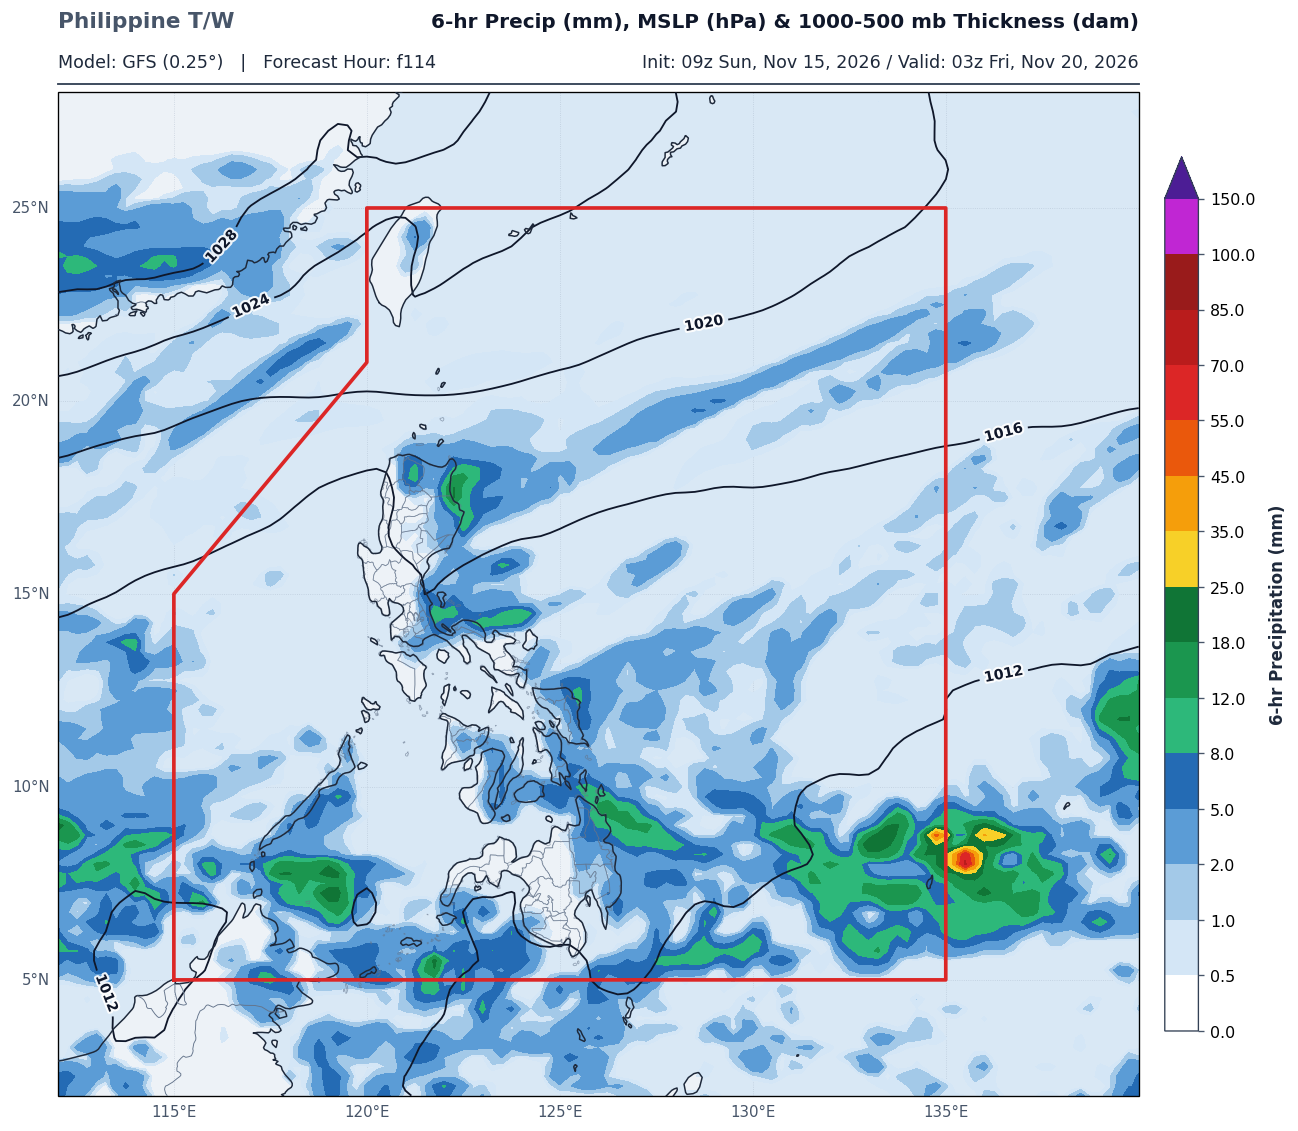 Philippine T/W
6-hr Precip (mm), MSLP (hPa) & 1000-500 mb Thickness (dam)
Model: GFS (0.25°) | Forecast Hour: f114
Init: 09z Sun, Nov 15, 2026 / Valid: 03z Fri, Nov 20, 2026
25°N
20°N
15°N
10°N
5°N
115°E
120°E
125°E
130°E
135°E
1028
1024
1020
1016
1012
1012
150.0
100.0
85.0
70.0
55.0
45.0
35.0
25.0
18.0
12.0
8.0
5.0
2.0
1.0
0.5
0.0
6-hr Precipitation (mm)